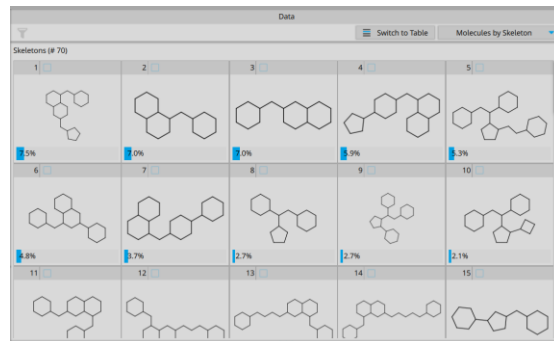 Data
Switch to Table
Molecules by Skeleton
Skeletons (# 70)
1 2 3 4 5
7.5% 7.0% 7.0% 5.9% 5.3%
6 7 8 9 10
4.8% 3.7% 2.7% 2.7% 2.1%
11 12 13 14 15